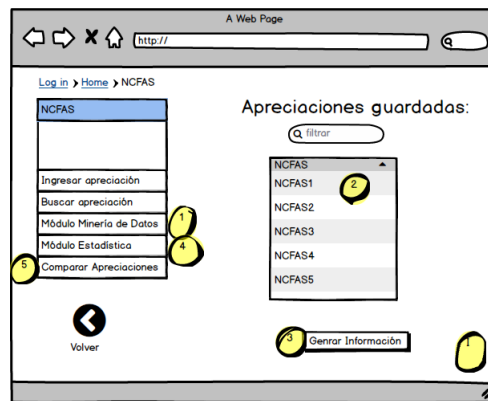 A Web Page
http://
Log in > Home > NCFAS
NCFAS
Ingresar apreciación
Buscar apreciación
Módulo Minería de Datos
1
Módulo Estadística
4
5
Comparar Apreciaciones
Volver
Apreciaciones guardadas:
filtrar
NCFAS
NCFAS1
2
NCFAS2
NCFAS3
NCFAS4
NCFAS5
3
Genrar Información
1